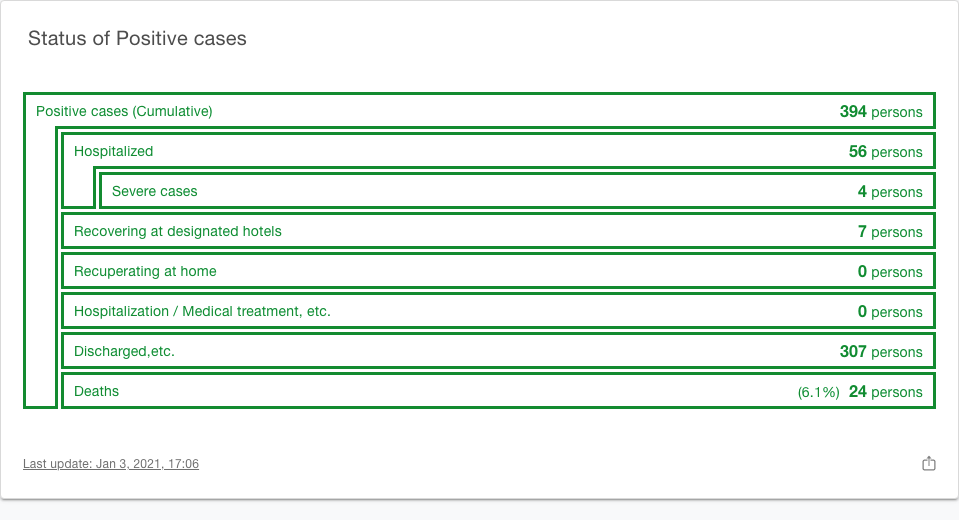 Status of Positive cases
Positive cases (Cumulative) 394 persons
Hospitalized 56 persons
Severe cases 4 persons
Recovering at designated hotels 7 persons
Recuperating at home 0 persons
Hospitalization / Medical treatment, etc. 0 persons
Discharged,etc. 307 persons
Deaths (6.1%) 24 persons
Last update: Jan 3, 2021, 17:06